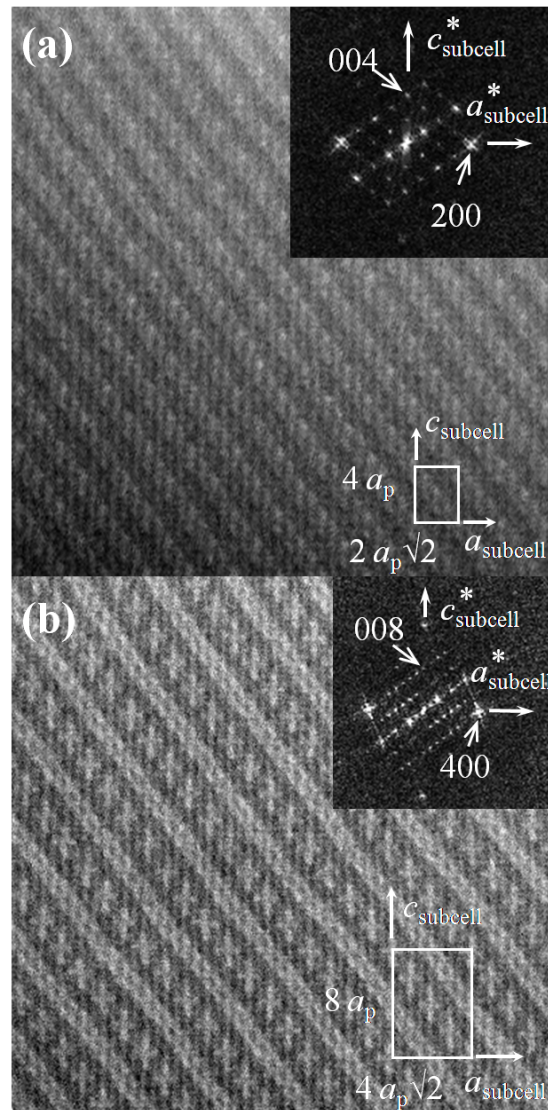 (a)
c*subcell
004
a*subcell
200
csubcell
4 ap
2 ap√2
asubcell
(b)
c*subcell
008
a*subcell
400
csubcell
8 ap
4 ap√2
asubcell